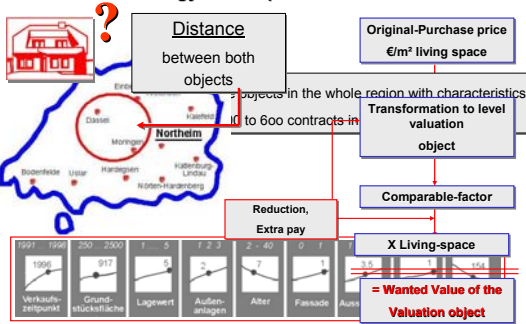 ?
Distance
between both
objects
Original-Purchase price
€/m² living space
objects in the whole region with characteristics
to 6oo contracts in
Transformation to level
valuation
object
Einb
Dassel
Kalefeld
Northeim
Moringen
Katlenburg-
Lindau
Bodenfelde
Uslar
Hardegsen
Nörten-Hardenberg
Comparable-factor
Reduction,
Extra pay
X Living-space
= Wanted Value of the
Valuation object
1991 ... 1998
250 ... 2500
1 ... 5
1 2 3
2 - 40
0 1
1996
917
5
2
7
1
3.5
1
154
Verkaufs-
zeitpunkt
Grund-
stücksfläche
Lagewert
Außen-
anlagen
Alter
Fassade
Auss